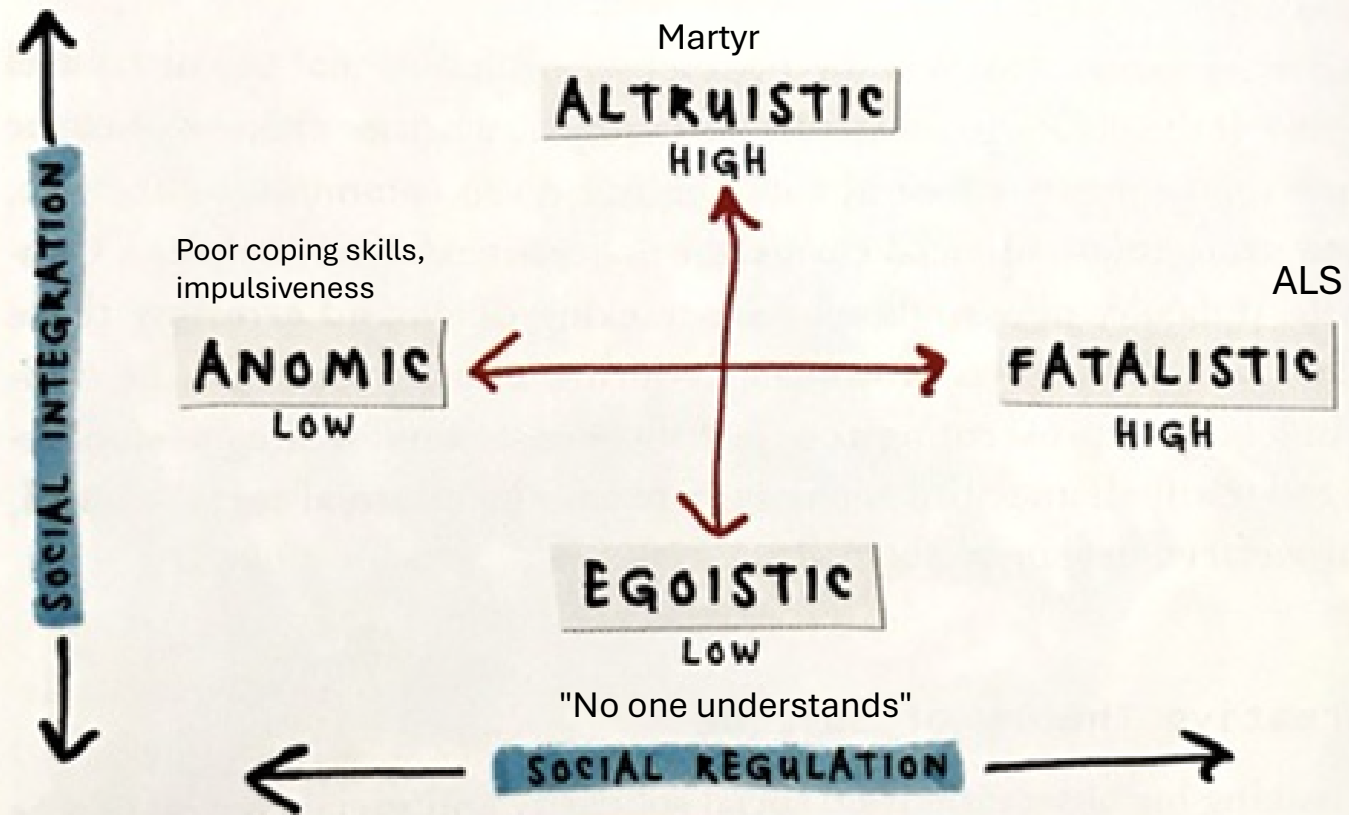 Martyr
ALTRUISTIC
HIGH
SOCIAL INTEGRATION
Poor coping skills,
impulsiveness
ALS
ANOMIC
LOW
FATALISTIC
HIGH
EGOISTIC
LOW
"No one understands"
SOCIAL REGULATION